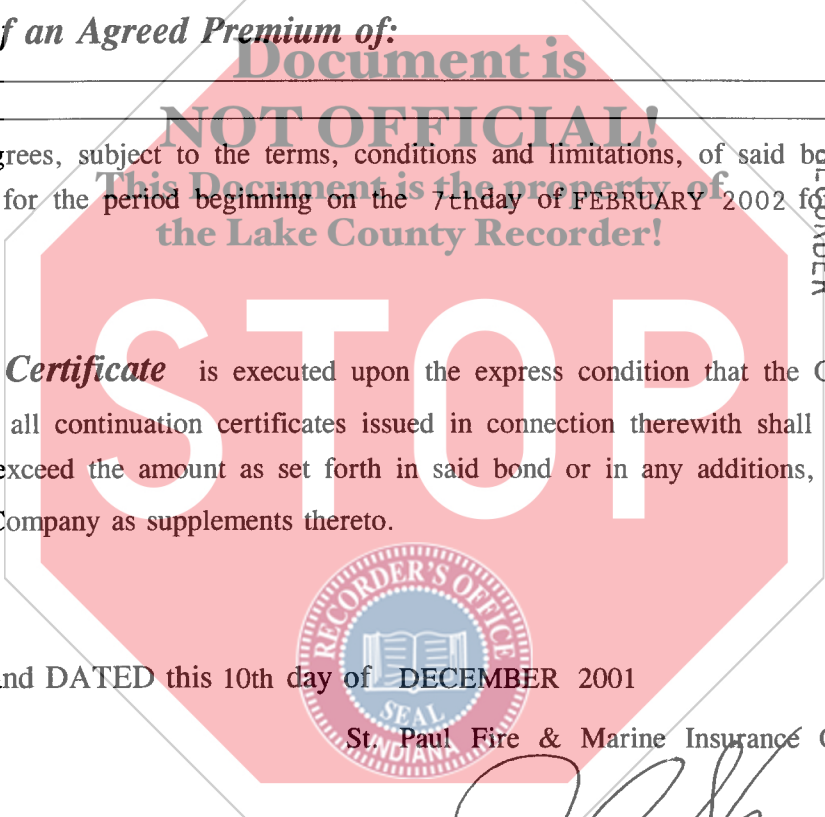 f an Agreed Premium of:
Document is
NOT OFFICIAL!
grees, subject to the terms, conditions and limitations, of said
This Document is the property of
for the period beginning on the 7thday of FEBRUARY 2002
the Lake County Recorder!
STOP
Certificate is executed upon the express condition that the
all continuation certificates issued in connection therewith shall
exceed the amount as set forth in said bond or in any additions,
Company as supplements thereto.
RECORDER'S OFFICE
SEAL
INDIANA
and DATED this 10th day of DECEMBER 2001
St. Paul Fire & Marine Insurance